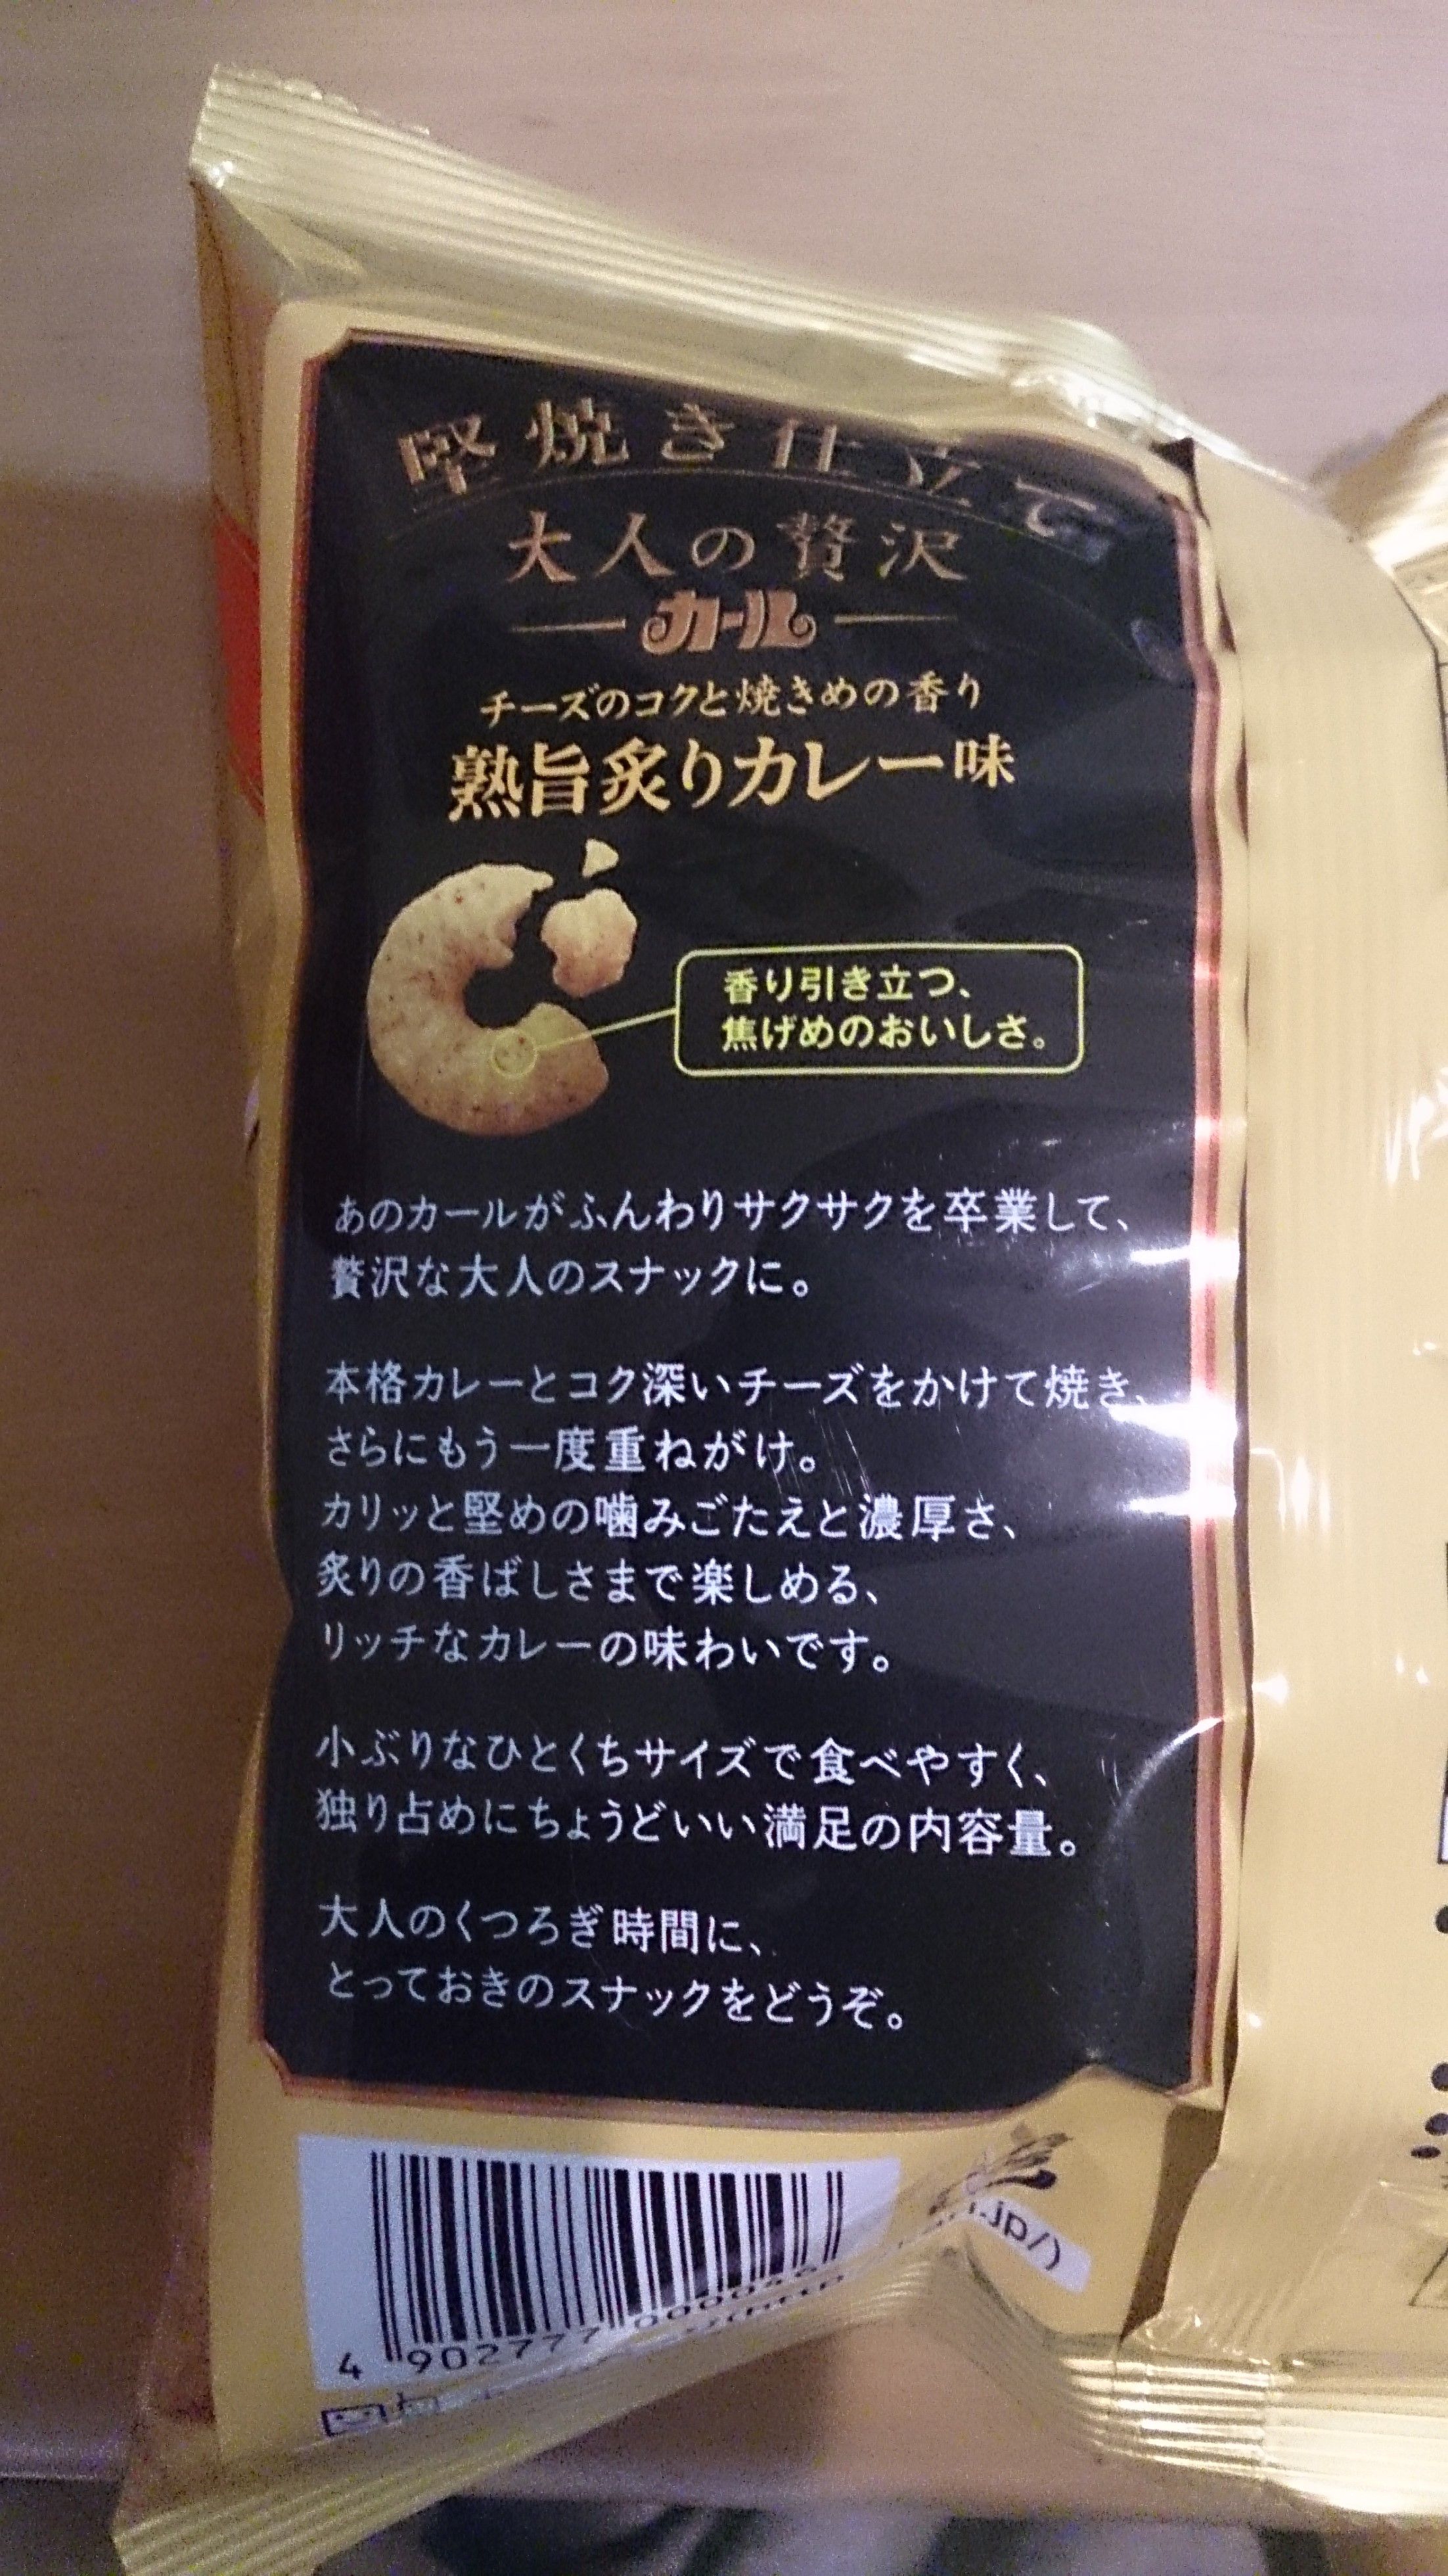 堅焼き仕立て
大人の贅沢
カール
チーズのコクと焼きめの香り
熟旨炙りカレー味
香り引き立つ、
焦げめのおいしさ。
あのカールがふんわりサクサクを卒業して、
贅沢な大人のスナックに。
本格カレーとコク深いチーズをかけて焼き、
さらにもう一度重ねがけ。
カリッと堅めの噛みごたえと濃厚さ、
炙りの香ばしさまで楽しめる、
リッチなカレーの味わいです。
小ぶりなひとくちサイズで食べやすく、
独り占めにちょうどいい満足の内容量。
大人のくつろぎ時間に、
とっておきのスナックをどうぞ。
.jp/)
4 902777